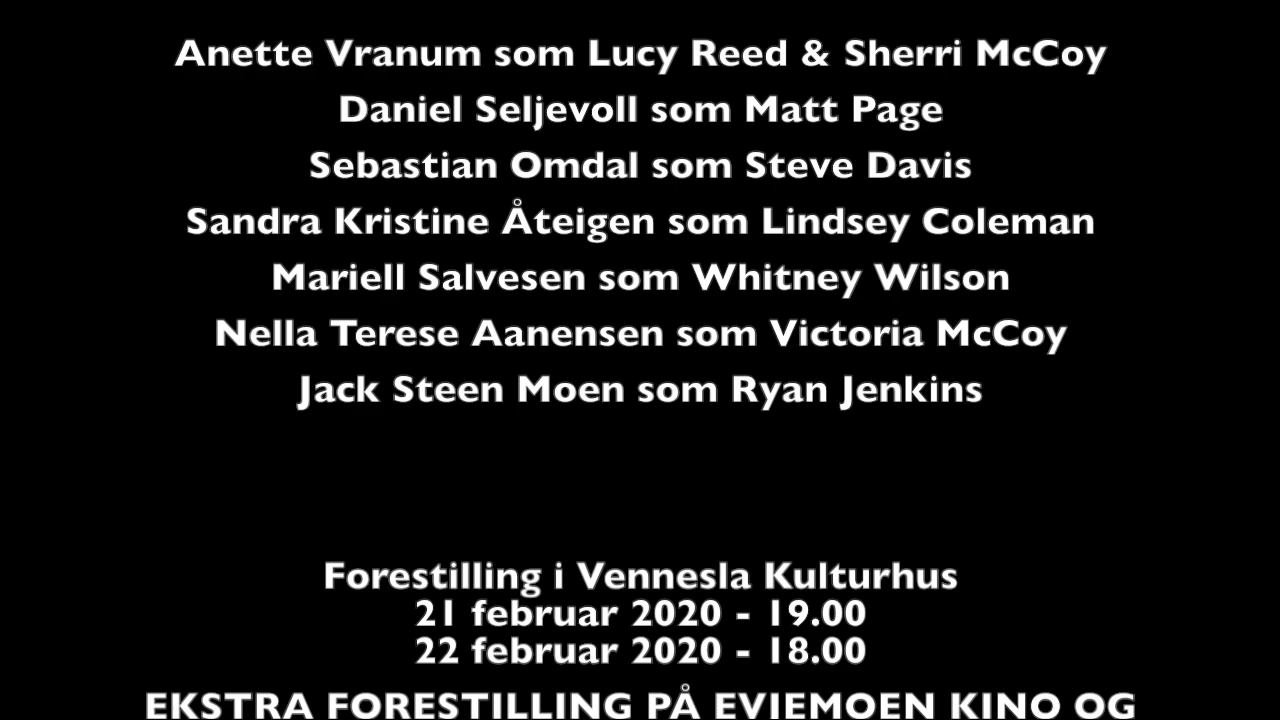 Anette Vranum som Lucy Reed & Sherri McCoy
Daniel Seljevoll som Matt Page
Sebastian Omdal som Steve Davis
Sandra Kristine Åteigen som Lindsey Coleman
Mariell Salvesen som Whitney Wilson
Nella Terese Aanensen som Victoria McCoy
Jack Steen Moen som Ryan Jenkins
Forestilling i Vennesla Kulturhus
21 februar 2020 - 19.00
22 februar 2020 - 18.00
EKSTRA FORESTILLING PÅ EVJEMOEN KINO OG